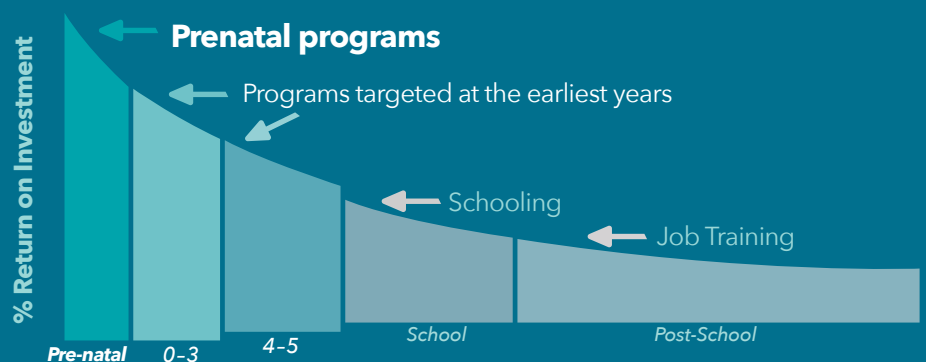 % Return on Investment
Prenatal programs
Programs targeted at the earliest years
Schooling
Job Training
Pre-natal
0–3
4–5
School
Post-School